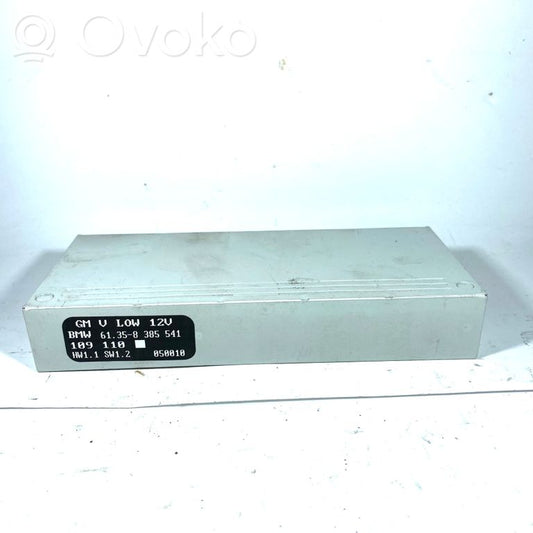 Ovoko
GM V LOW 12V
BMW 61.35-8 385 541
109 110
HW1.1 SW1.2 050010